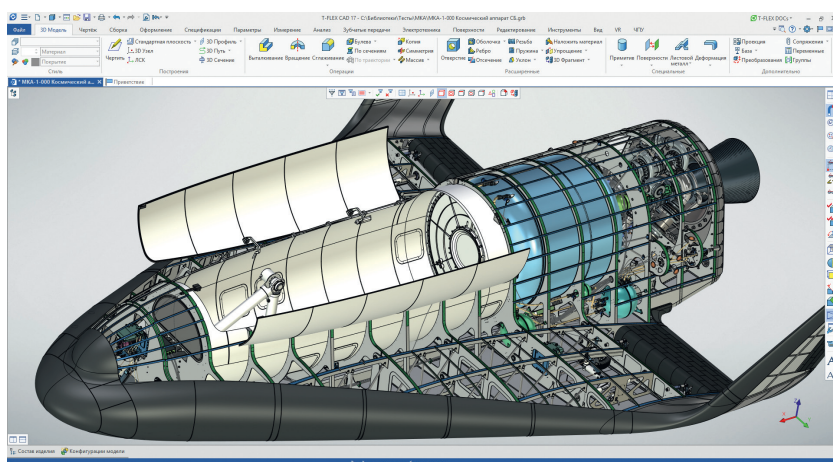 T-FLEX CAD 17 - C:\Библиотеки\Тесты\МКА\МКА-1-000 Космический аппарат СБ.grb
T-FLEX DOCs
Файл 3D Модель Чертёж Сборка Оформление Спецификации Параметры Измерение Анализ Зубчатые передачи Электротехника Поверхности Редактирование Инструменты Вид VR ЧПУ
Стандартная плоскость 3D Профиль Булева Копия Оболочка Резьба Наложить материал Проекция Сопряжения
Материал 3D Узел 3D Путь По сечениям Симметрия Ребро Пружина Упрощение База Переменные
Покрытие Чертить ЛСК 3D Сечение Выталкивание Вращение Сглаживание По траектории Массив Отверстие Отсечение Уклон 3D Фрагмент Примитив Поверхности Листовой металл Деформация Преобразования Группы
Стиль Построения Операции Расширенные Специальные Дополнительно
МКА-1-000 Космический а... Приветствие
Z
X
Y
Состав изделия Конфигурации модели